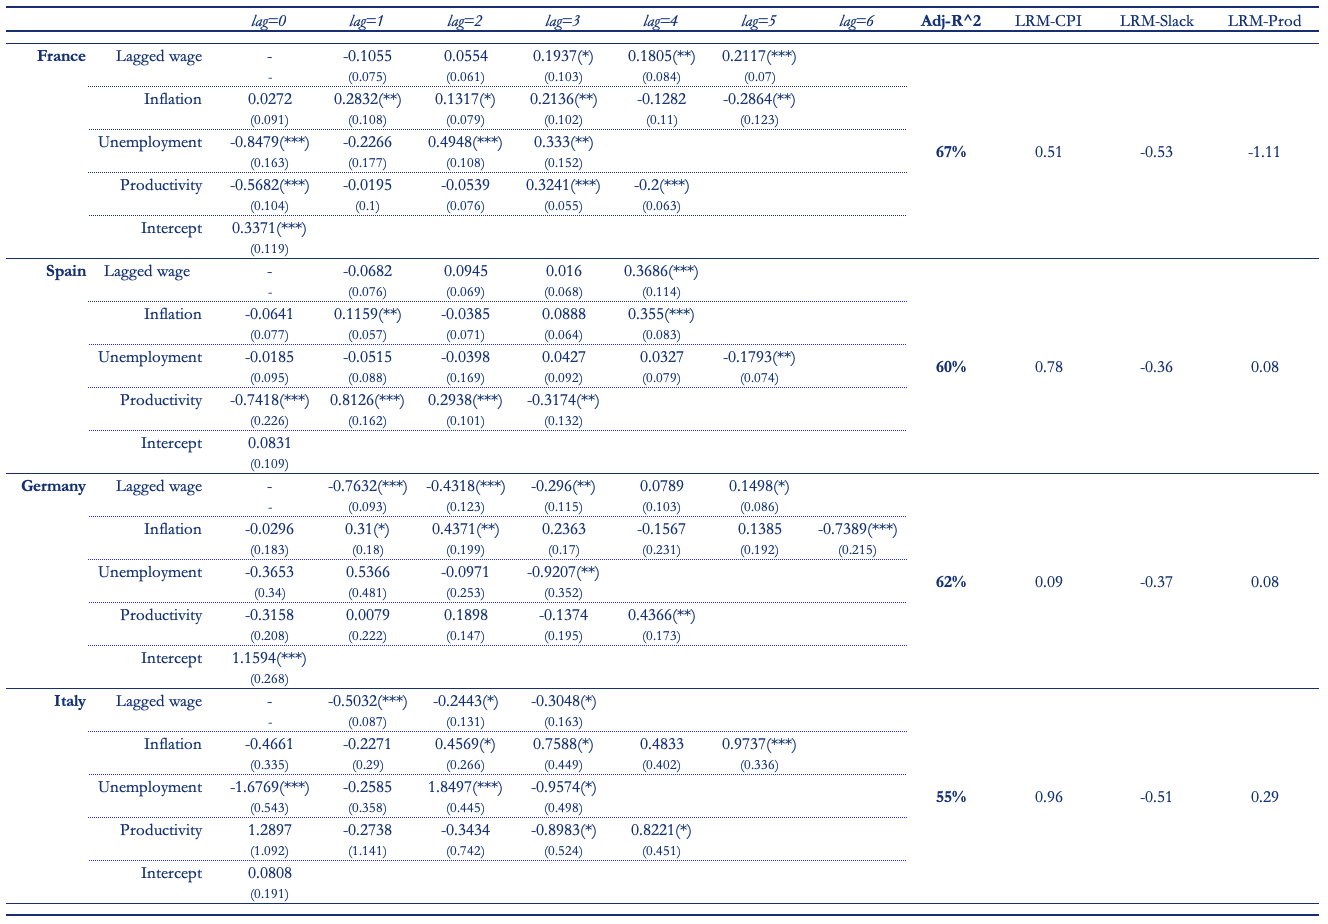 lag=0 lag=1 lag=2 lag=3 lag=4 lag=5 lag=6 Adj-R^2 LRM-CPI LRM-Slack LRM-Prod
France Lagged wage - -0.1055 0.0554 0.1937(*) 0.1805(**) 0.2117(***)
- (0.075) (0.061) (0.103) (0.084) (0.07)
Inflation 0.0272 0.2832(**) 0.1317(*) 0.2136(**) -0.1282 -0.2864(**)
(0.091) (0.108) (0.079) (0.102) (0.11) (0.123)
Unemployment -0.8479(***) -0.2266 0.4948(***) 0.333(**)
67% 0.51 -0.53 -1.11
(0.163) (0.177) (0.108) (0.152)
Productivity -0.5682(***) -0.0195 -0.0539 0.3241(***) -0.2(***)
(0.104) (0.1) (0.076) (0.055) (0.063)
Intercept 0.3371(***)
(0.119)
Spain Lagged wage - -0.0682 0.0945 0.016 0.3686(***)
- (0.076) (0.069) (0.068) (0.114)
Inflation -0.0641 0.1159(**) -0.0385 0.0888 0.355(***)
(0.077) (0.057) (0.071) (0.064) (0.083)
Unemployment -0.0185 -0.0515 -0.0398 0.0427 0.0327 -0.1793(**)
60% 0.78 -0.36 0.08
(0.095) (0.088) (0.169) (0.092) (0.079) (0.074)
Productivity -0.7418(***) 0.8126(***) 0.2938(***) -0.3174(**)
(0.226) (0.162) (0.101) (0.132)
Intercept 0.0831
(0.109)
Germany Lagged wage - -0.7632(***) -0.4318(***) -0.296(**) 0.0789 0.1498(*)
- (0.093) (0.123) (0.115) (0.103) (0.086)
Inflation -0.0296 0.31(*) 0.4371(**) 0.2363 -0.1567 0.1385 -0.7389(***)
(0.183) (0.18) (0.199) (0.17) (0.231) (0.192) (0.215)
Unemployment -0.3653 0.5366 -0.0971 -0.9207(**)
62% 0.09 -0.37 0.08
(0.34) (0.481) (0.253) (0.352)
Productivity -0.3158 0.0079 0.1898 -0.1374 0.4366(**)
(0.208) (0.222) (0.147) (0.195) (0.173)
Intercept 1.1594(***)
(0.268)
Italy Lagged wage - -0.5032(***) -0.2443(*) -0.3048(*)
- (0.087) (0.131) (0.163)
Inflation -0.4661 -0.2271 0.4569(*) 0.7588(*) 0.4833 0.9737(***)
(0.335) (0.29) (0.266) (0.449) (0.402) (0.336)
Unemployment -1.6769(***) -0.2585 1.8497(***) -0.9574(*)
55% 0.96 -0.51 0.29
(0.543) (0.358) (0.445) (0.498)
Productivity 1.2897 -0.2738 -0.3434 -0.8983(*) 0.8221(*)
(1.092) (1.141) (0.742) (0.524) (0.451)
Intercept 0.0808
(0.191)